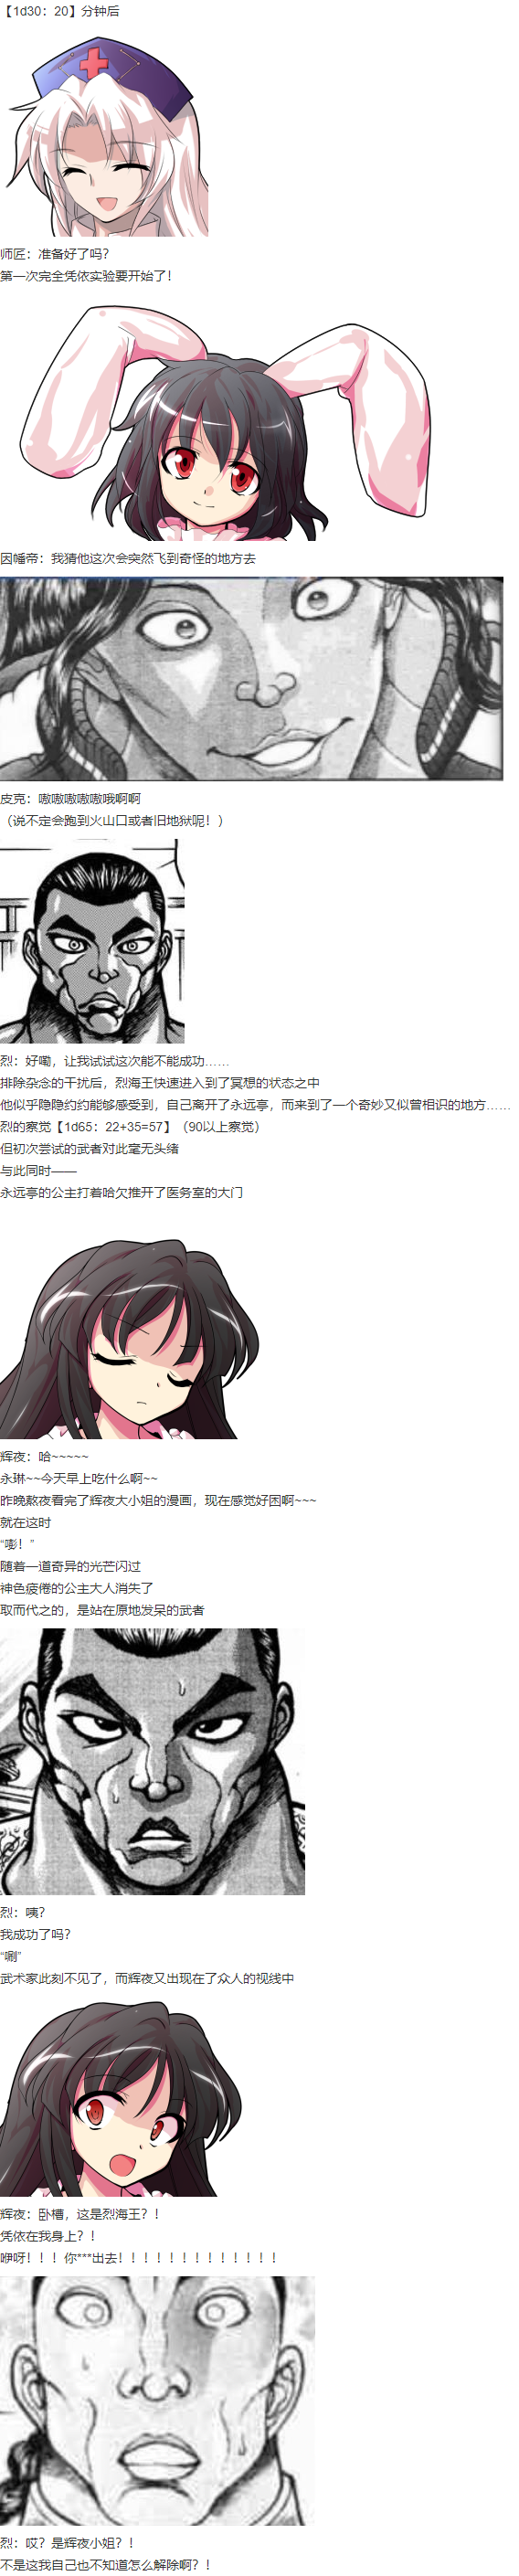 【1d30：20】分钟后
师匠：准备好了吗？
第一次完全凭依实验要开始了！
因幡帝：我猜他这次会突然飞到奇怪的地方去
皮克：嗷嗷嗷嗷嗷哦啊啊
（说不定会跑到火山口或者旧地狱呢！）
烈：好嘞，让我试试这次能不能成功……
排除杂念的干扰后，烈海王快速进入到了冥想的状态之中
他似乎隐隐约约能够感受到，自己离开了永远亭，而来到了一个奇妙又似曾相识的地方……
烈的察觉【1d65：22+35=57】（90以上察觉）
但初次尝试的武者对此毫无头绪
与此同时——
永远亭的公主打着哈欠推开了医务室的大门
辉夜：哈~~~~~
永琳~~今天早上吃什么啊~~
昨晚熬夜看完了辉夜大小姐的漫画，现在感觉好困啊~~~
就在这时
“嘭！”
随着一道奇异的光芒闪过
神色疲倦的公主大人消失了
取而代之的，是站在原地发呆的武者
烈：咦？
我成功了吗？
“唰”
武术家此刻不见了，而辉夜又出现在了众人的视线中
辉夜：卧槽，这是烈海王？！
凭依在我身上？！
咿呀！！！你***出去！！！！！！！！！！！！！
烈：哎？是辉夜小姐？！
不是这我自己也不知道怎么解除啊？！